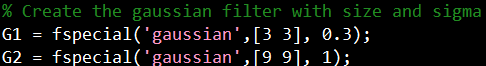 % Create the gaussian filter with size and sigma
G1 = fspecial('gaussian',[3 3], 0.3);
G2 = fspecial('gaussian',[9 9], 1);